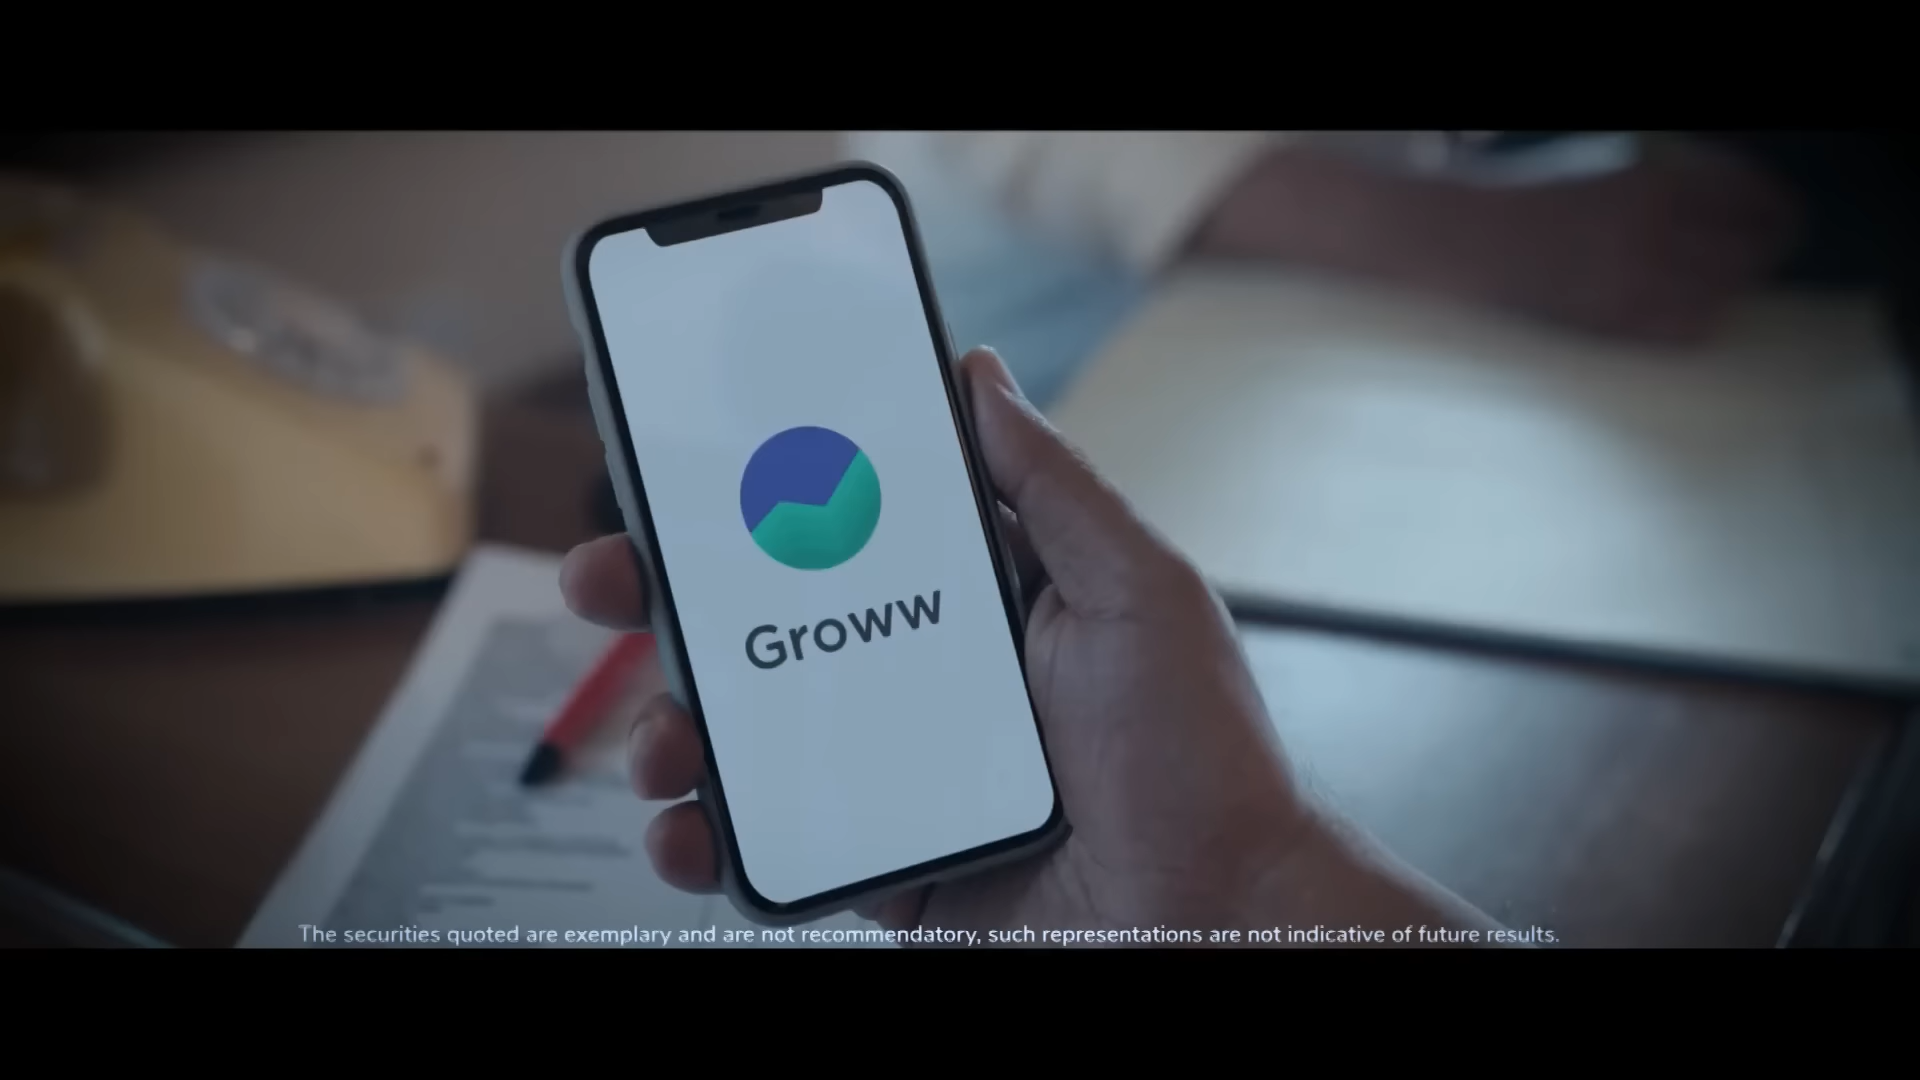 Groww
The securities quoted are exemplary and are not recommendatory, such representations are not indicative of future results.